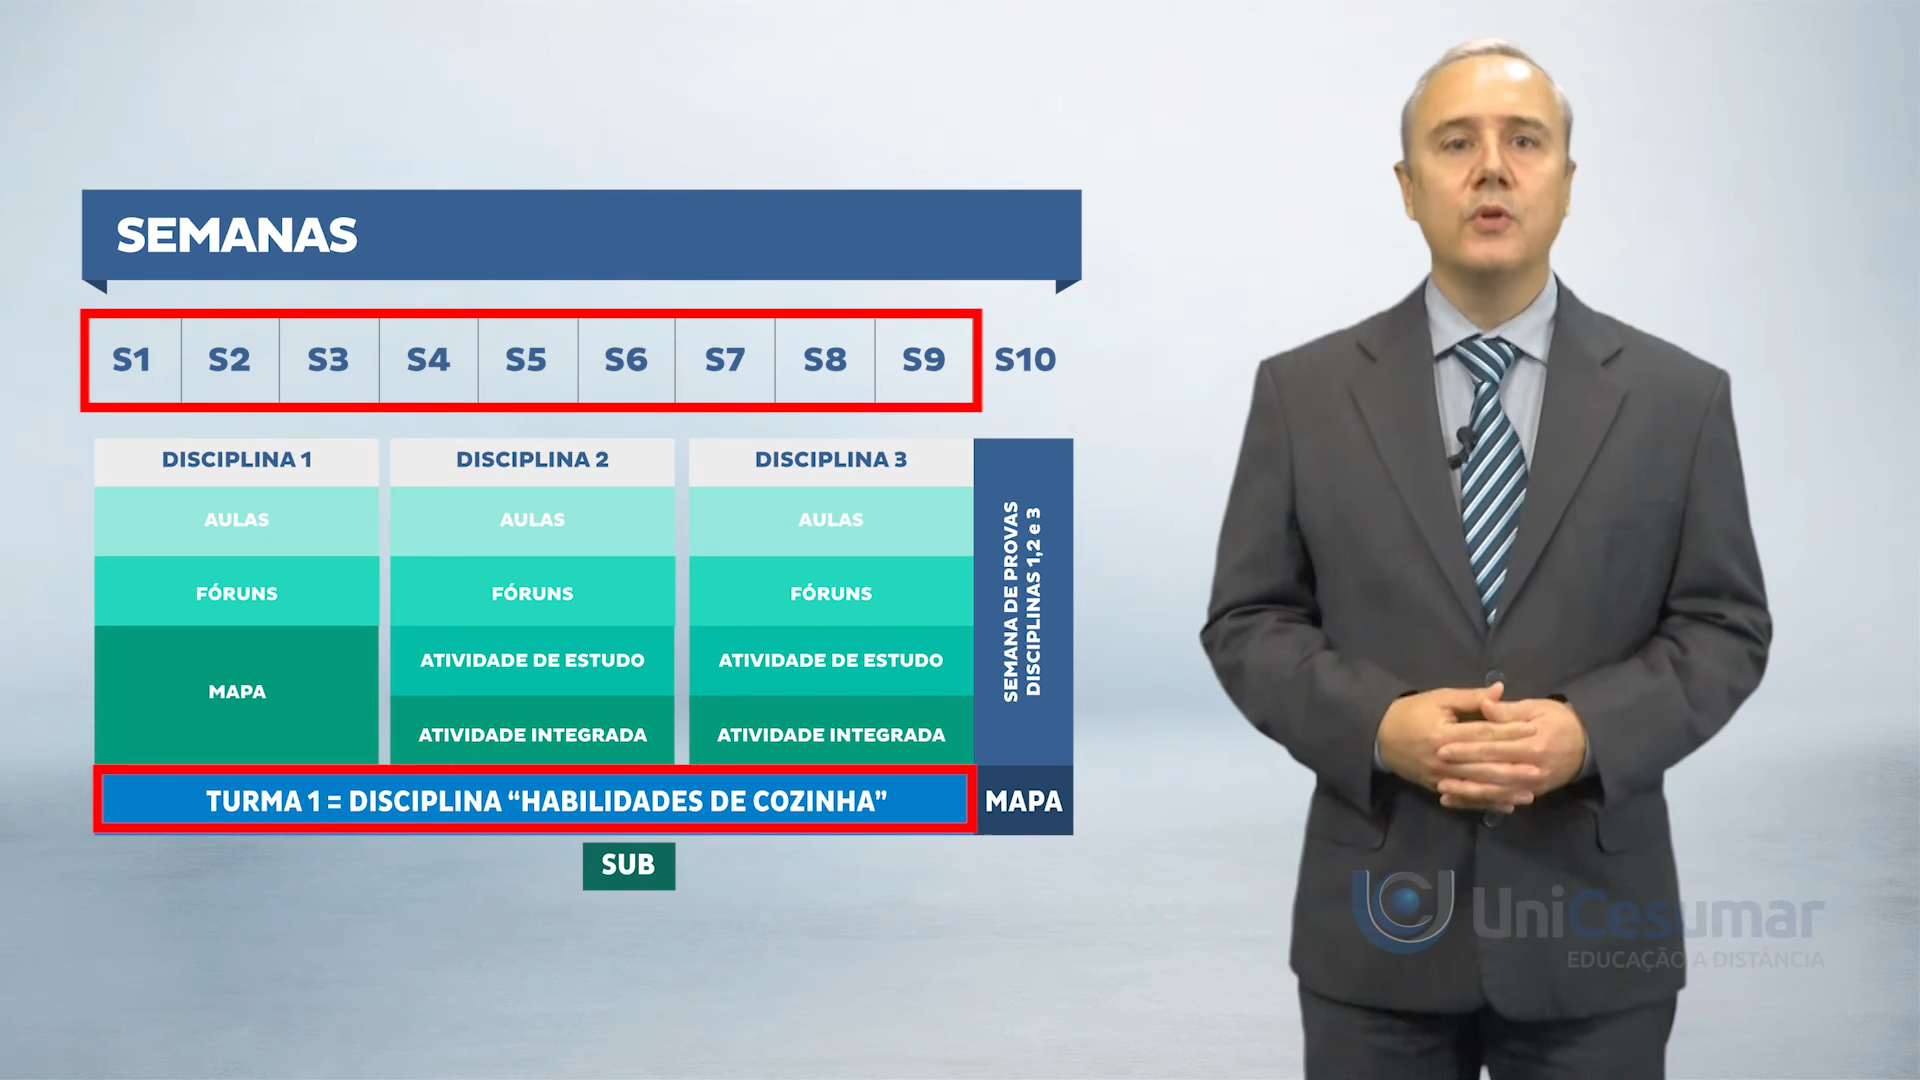 SEMANAS
S1 S2 S3 S4 S5 S6 S7 S8 S9 S10
DISCIPLINA 1 DISCIPLINA 2 DISCIPLINA 3
AULAS AULAS AULAS
FÓRUNS FÓRUNS FÓRUNS
MAPA
ATIVIDADE DE ESTUDO ATIVIDADE DE ESTUDO
ATIVIDADE INTEGRADA ATIVIDADE INTEGRADA
SEMANA DE PROVAS
DISCIPLINAS 1,2 e 3
TURMA 1 = DISCIPLINA “HABILIDADES DE COZINHA” MAPA
SUB
UniCesumar
EDUCAÇÃO A DISTÂNCIA